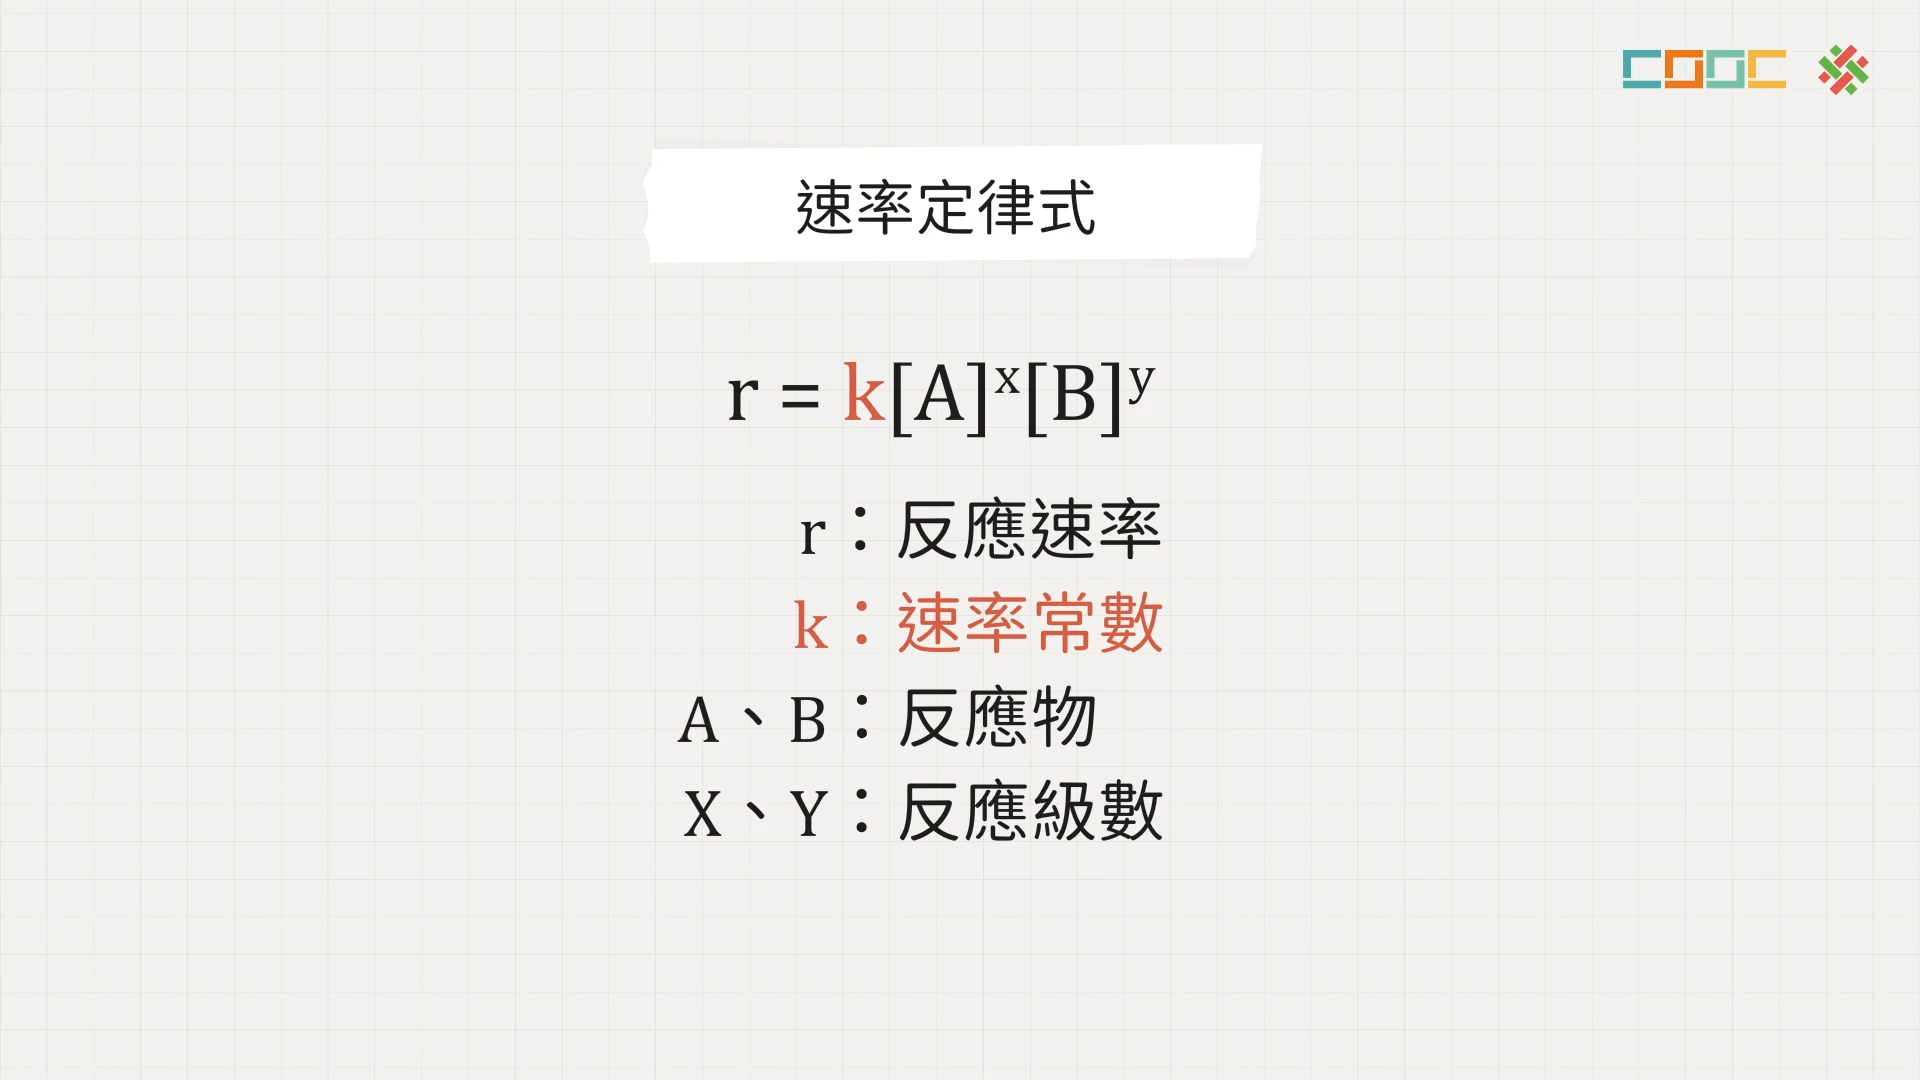 COOC
速率定律式
r = k[A]ˣ[B]ʸ
r：反應速率
k：速率常數
A、B：反應物
X、Y：反應級數